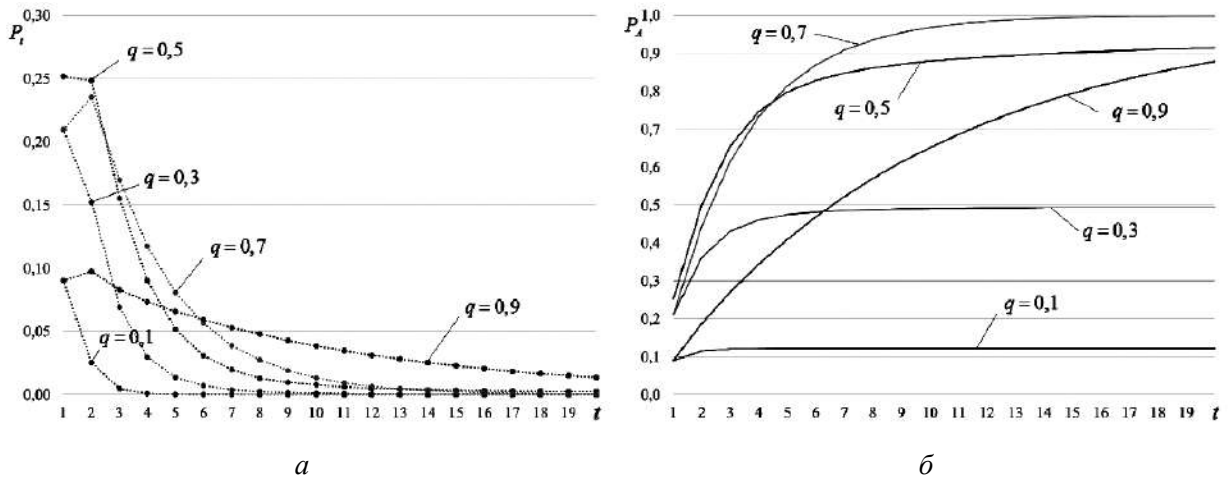 0,30
P_t
q = 0,5
0,25
0,20
q = 0,3
0,15
q = 0,7
0,10
q = 0,9
0,05
q = 0,1
0,00
1 2 3 4 5 6 7 8 9 10 11 12 13 14 15 16 17 18 19 t
а
1,0
P_A
q = 0,7
0,9
0,8
q = 0,5
q = 0,9
0,7
0,6
0,5
q = 0,3
0,4
0,3
q = 0,1
0,2
0,1
0,0
1 2 3 4 5 6 7 8 9 10 11 12 13 14 15 16 17 18 19 t
б